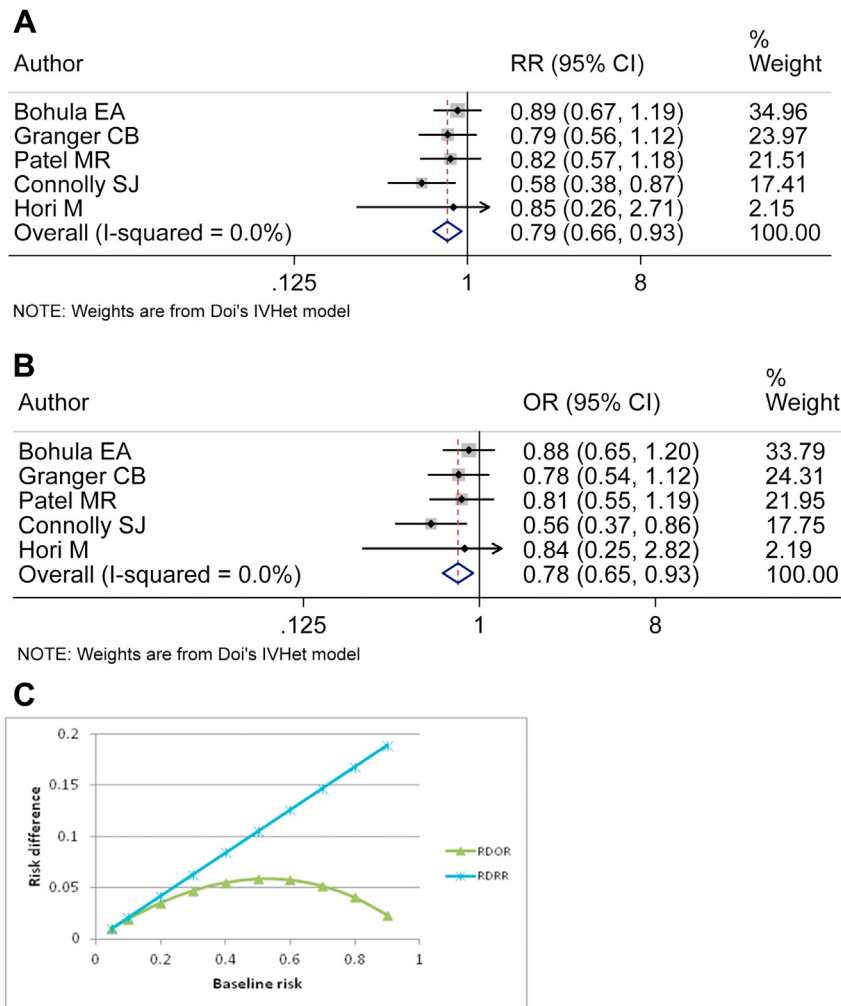 A
%
Author RR (95% CI) Weight
Bohula EA 0.89 (0.67, 1.19) 34.96
Granger CB 0.79 (0.56, 1.12) 23.97
Patel MR 0.82 (0.57, 1.18) 21.51
Connolly SJ 0.58 (0.38, 0.87) 17.41
Hori M 0.85 (0.26, 2.71) 2.15
Overall (I-squared = 0.0%) 0.79 (0.66, 0.93) 100.00
.125 1 8
NOTE: Weights are from Doi's IVHet model
B
%
Author OR (95% CI) Weight
Bohula EA 0.88 (0.65, 1.20) 33.79
Granger CB 0.78 (0.54, 1.12) 24.31
Patel MR 0.81 (0.55, 1.19) 21.95
Connolly SJ 0.56 (0.37, 0.86) 17.75
Hori M 0.84 (0.25, 2.82) 2.19
Overall (I-squared = 0.0%) 0.78 (0.65, 0.93) 100.00
.125 1 8
NOTE: Weights are from Doi's IVHet model
C
0.2
0.15
0.1
0.05
0
Risk difference
0 0.2 0.4 0.6 0.8 1
Baseline risk
RDOR
RDRR